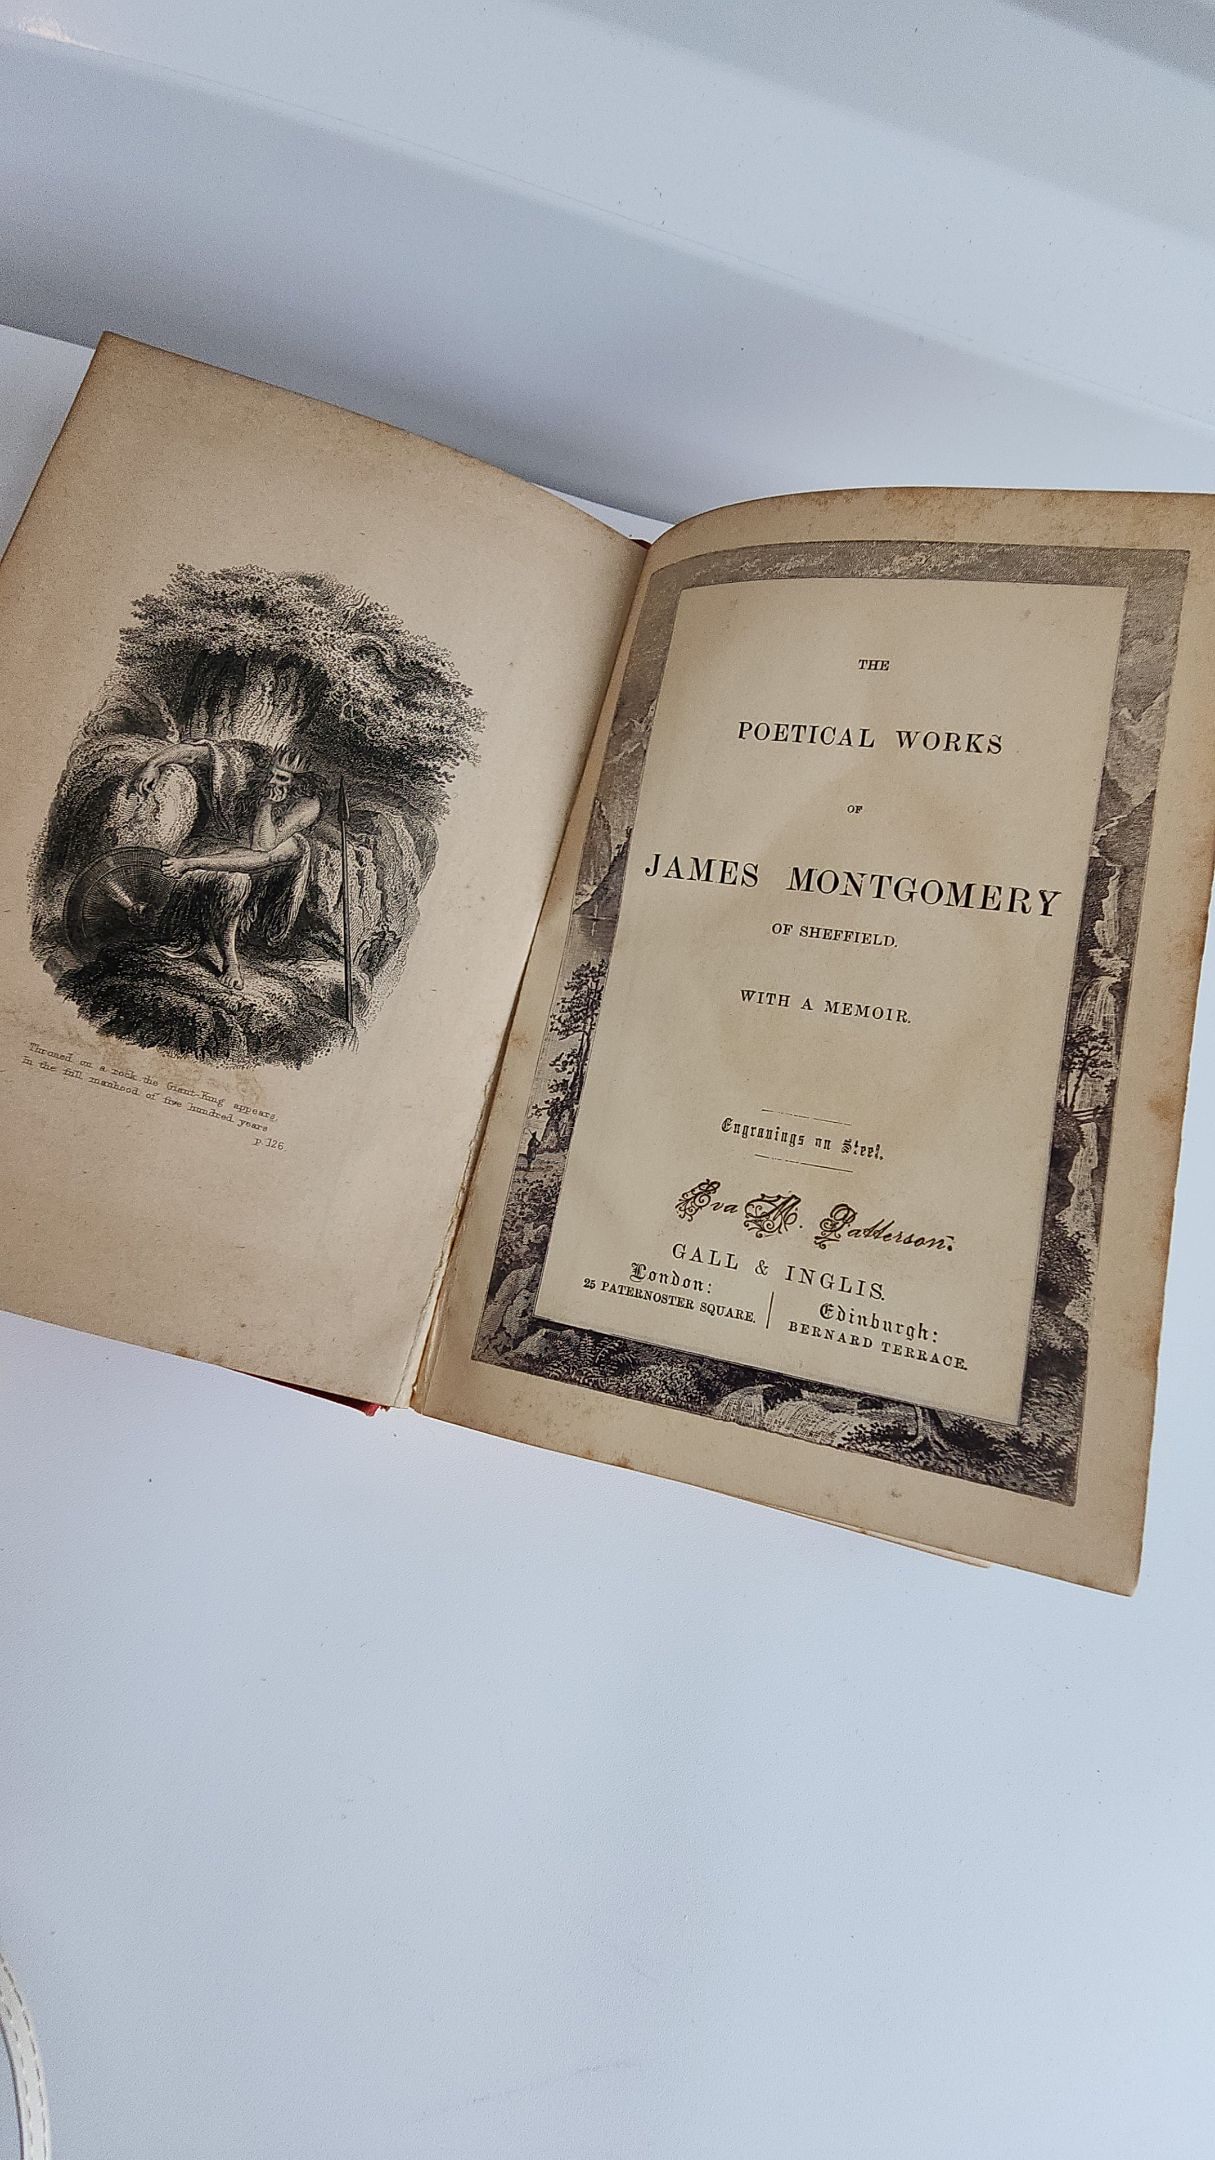 Throned on a rock the Giant-King appears,
In the full manhood of five hundred years
p. 126.
THE
POETICAL WORKS
OF
JAMES MONTGOMERY
OF SHEFFIELD.
WITH A MEMOIR.
Engravings on Steel.
Eva M. Patterson.
GALL & INGLIS.
London:
25 PATERNOSTER SQUARE.
Edinburgh:
BERNARD TERRACE.